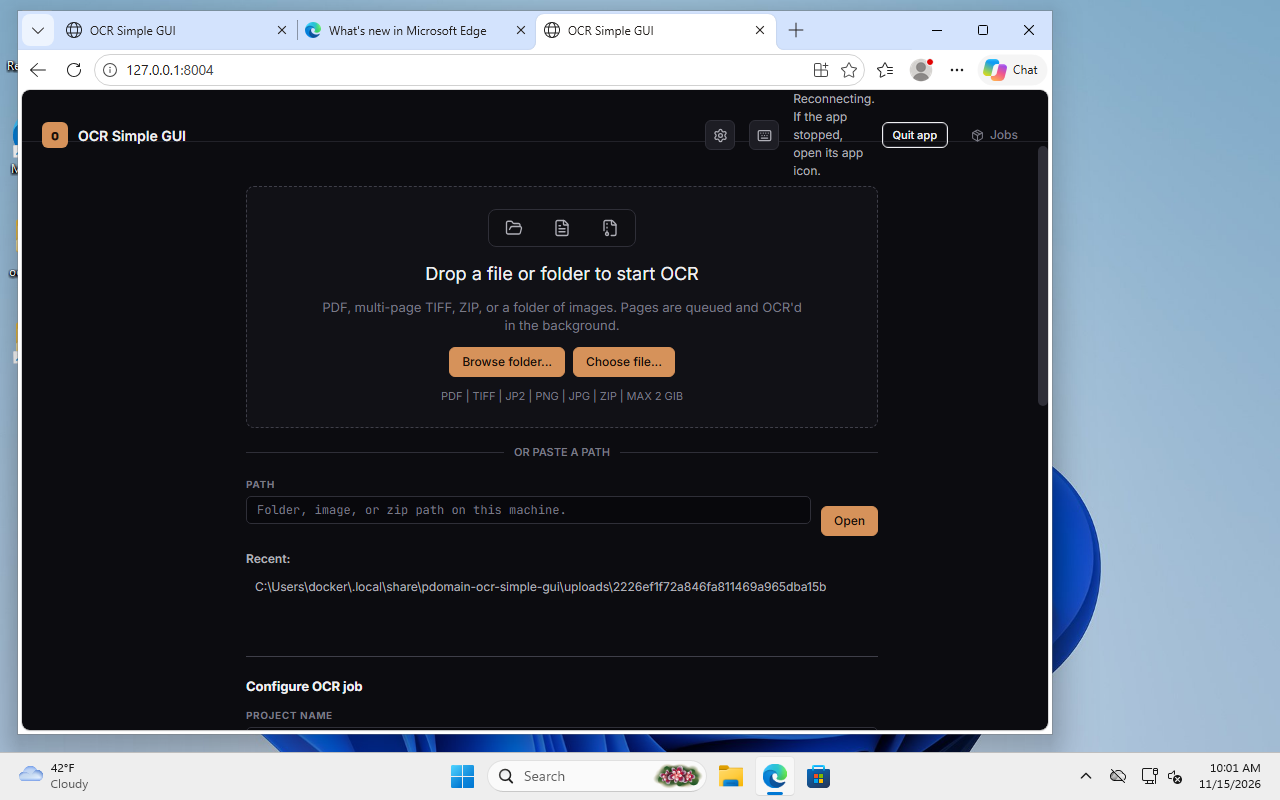 OCR Simple GUI
What's new in Microsoft Edge
OCR Simple GUI
127.0.0.1:8004
Chat
O OCR Simple GUI
Reconnecting.
If the app
stopped,
open its app
icon.
Quit app
Jobs
Drop a file or folder to start OCR
PDF, multi-page TIFF, ZIP, or a folder of images. Pages are queued and OCR'd
in the background.
Browse folder...
Choose file...
PDF | TIFF | JP2 | PNG | JPG | ZIP | MAX 2 GIB
OR PASTE A PATH
PATH
Folder, image, or zip path on this machine.
Open
Recent:
C:\Users\docker\.local\share\pdomain-ocr-simple-gui\uploads\2226ef1f72a846fa811469a965dba15b
Configure OCR job
PROJECT NAME
42°F
Cloudy
Search
10:01 AM
11/15/2026